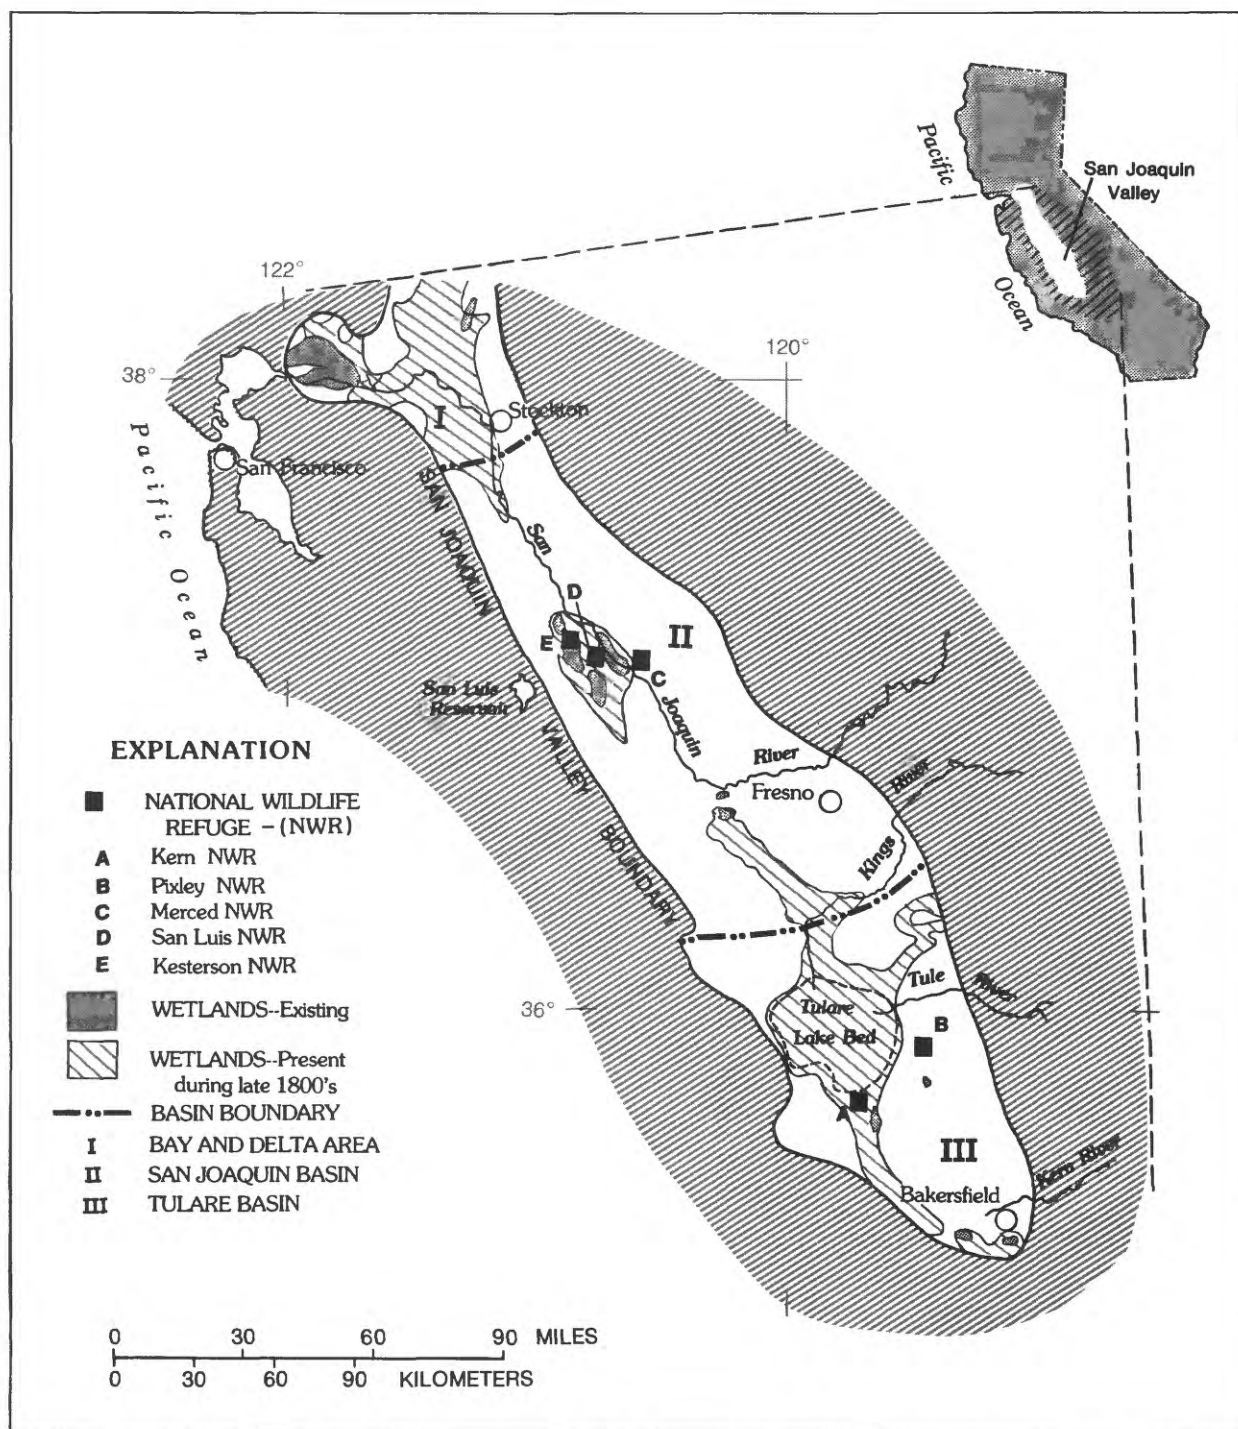 Pacific
Ocean
San Joaquin
Valley
122°
120°
38°
Stockton
I
San Francisco
Pacific Ocean
SAN JOAQUIN VALLEY BOUNDARY
San Joaquin River
D
E
II
C
San Luis
Reservoir
Fresno
Kings River
EXPLANATION
NATIONAL WILDLIFE
REFUGE – (NWR)
A Kern NWR
B Pixley NWR
C Merced NWR
D San Luis NWR
E Kesterson NWR
WETLANDS--Existing
WETLANDS--Present
during late 1800's
BASIN BOUNDARY
I BAY AND DELTA AREA
II SAN JOAQUIN BASIN
III TULARE BASIN
36°
Tule River
Tulare
Lake Bed
B
A
III
Kern River
Bakersfield
0 30 60 90 MILES
0 30 60 90 KILOMETERS